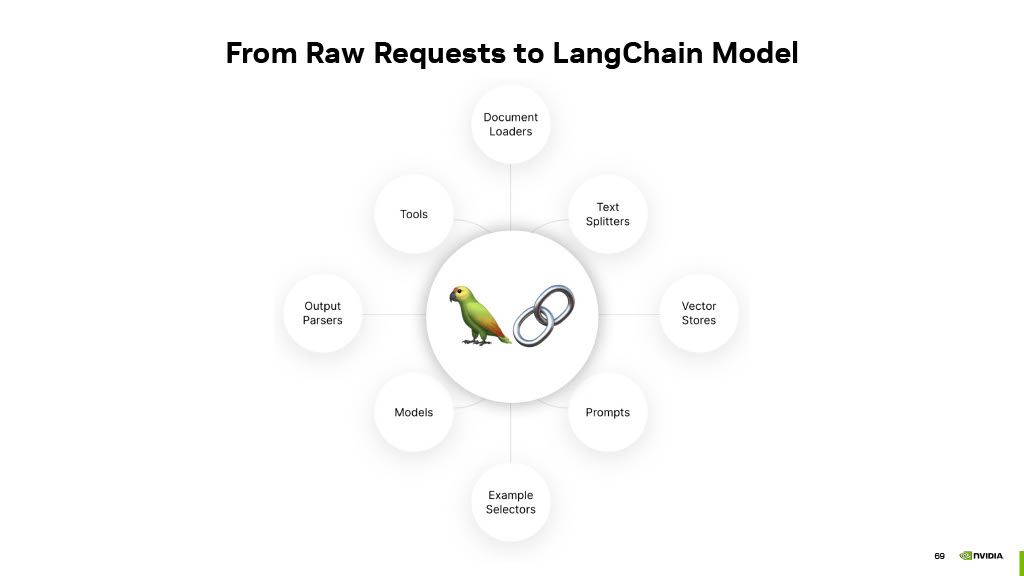 From Raw Requests to LangChain Model
Document
Loaders
Tools
Text
Splitters
Output
Parsers
Vector
Stores
Models
Prompts
Example
Selectors
69
NVIDIA